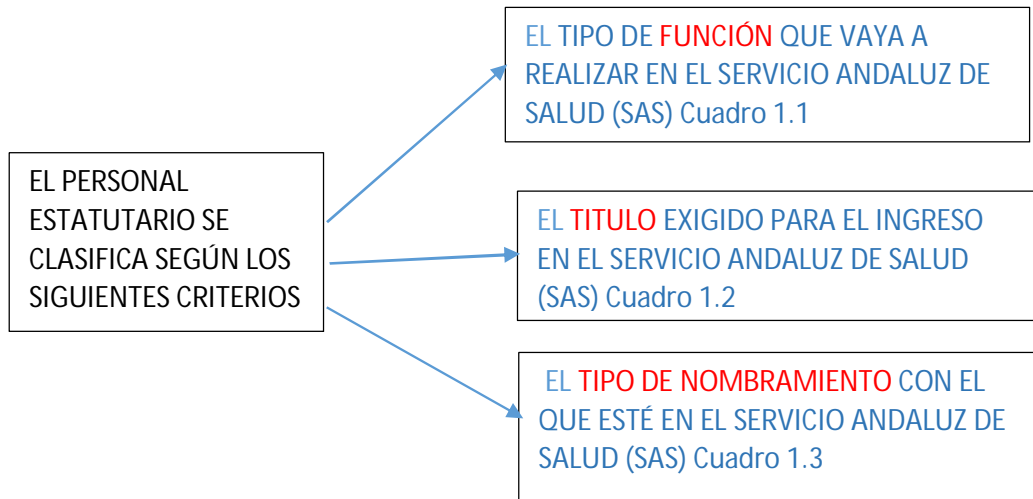 EL PERSONAL
ESTATUTARIO SE
CLASIFICA SEGÚN LOS
SIGUIENTES CRITERIOS
EL TIPO DE FUNCIÓN QUE VAYA A
REALIZAR EN EL SERVICIO ANDALUZ DE
SALUD (SAS) Cuadro 1.1
EL TITULO EXIGIDO PARA EL INGRESO
EN EL SERVICIO ANDALUZ DE SALUD
(SAS) Cuadro 1.2
EL TIPO DE NOMBRAMIENTO CON EL
QUE ESTÉ EN EL SERVICIO ANDALUZ DE
SALUD (SAS) Cuadro 1.3